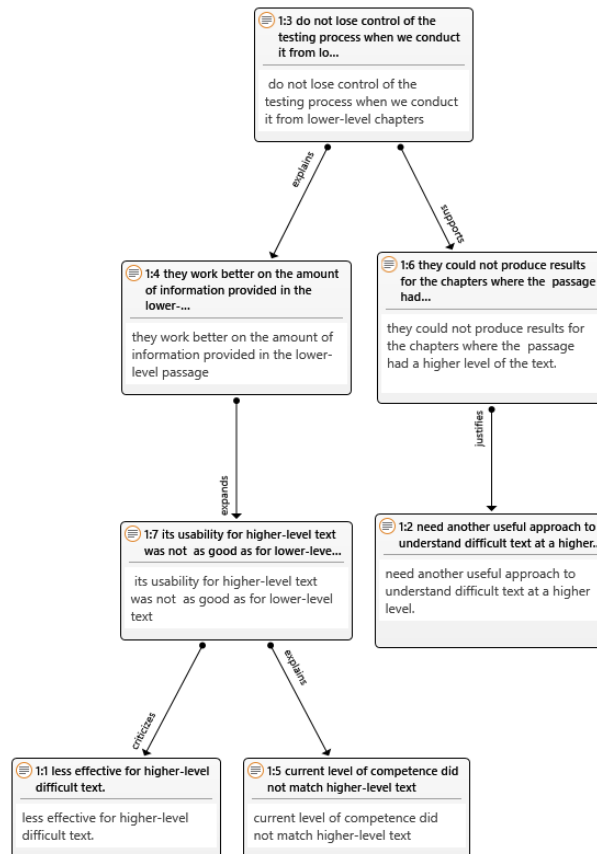 1:3 do not lose control of the
testing process when we conduct
it from lo...
do not lose control of the
testing process when we conduct
it from lower-level chapters
explains
supports
1:4 they work better on the amount
of information provided in the
lower-...
they work better on the amount of
information provided in the lower-
level passage
1:6 they could not produce results
for the chapters where the passage
had...
they could not produce results for
the chapters where the passage
had a higher level of the text.
expands
justifies
1:7 its usability for higher-level text
was not as good as for lower-leve...
its usability for higher-level text
was not as good as for lower-level
text
1:2 need another useful approach to
understand difficult text at a higher...
need another useful approach to
understand difficult text at a higher
level.
criticizes
explains
1:1 less effective for higher-level
difficult text.
less effective for higher-level
difficult text.
1:5 current level of competence did
not match higher-level text
current level of competence did
not match higher-level text